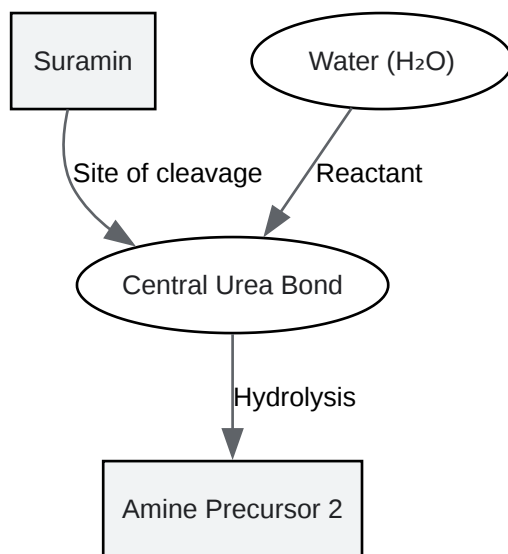 Suramin
Water (H₂O)
Site of cleavage
Reactant
Central Urea Bond
Hydrolysis
Amine Precursor 2